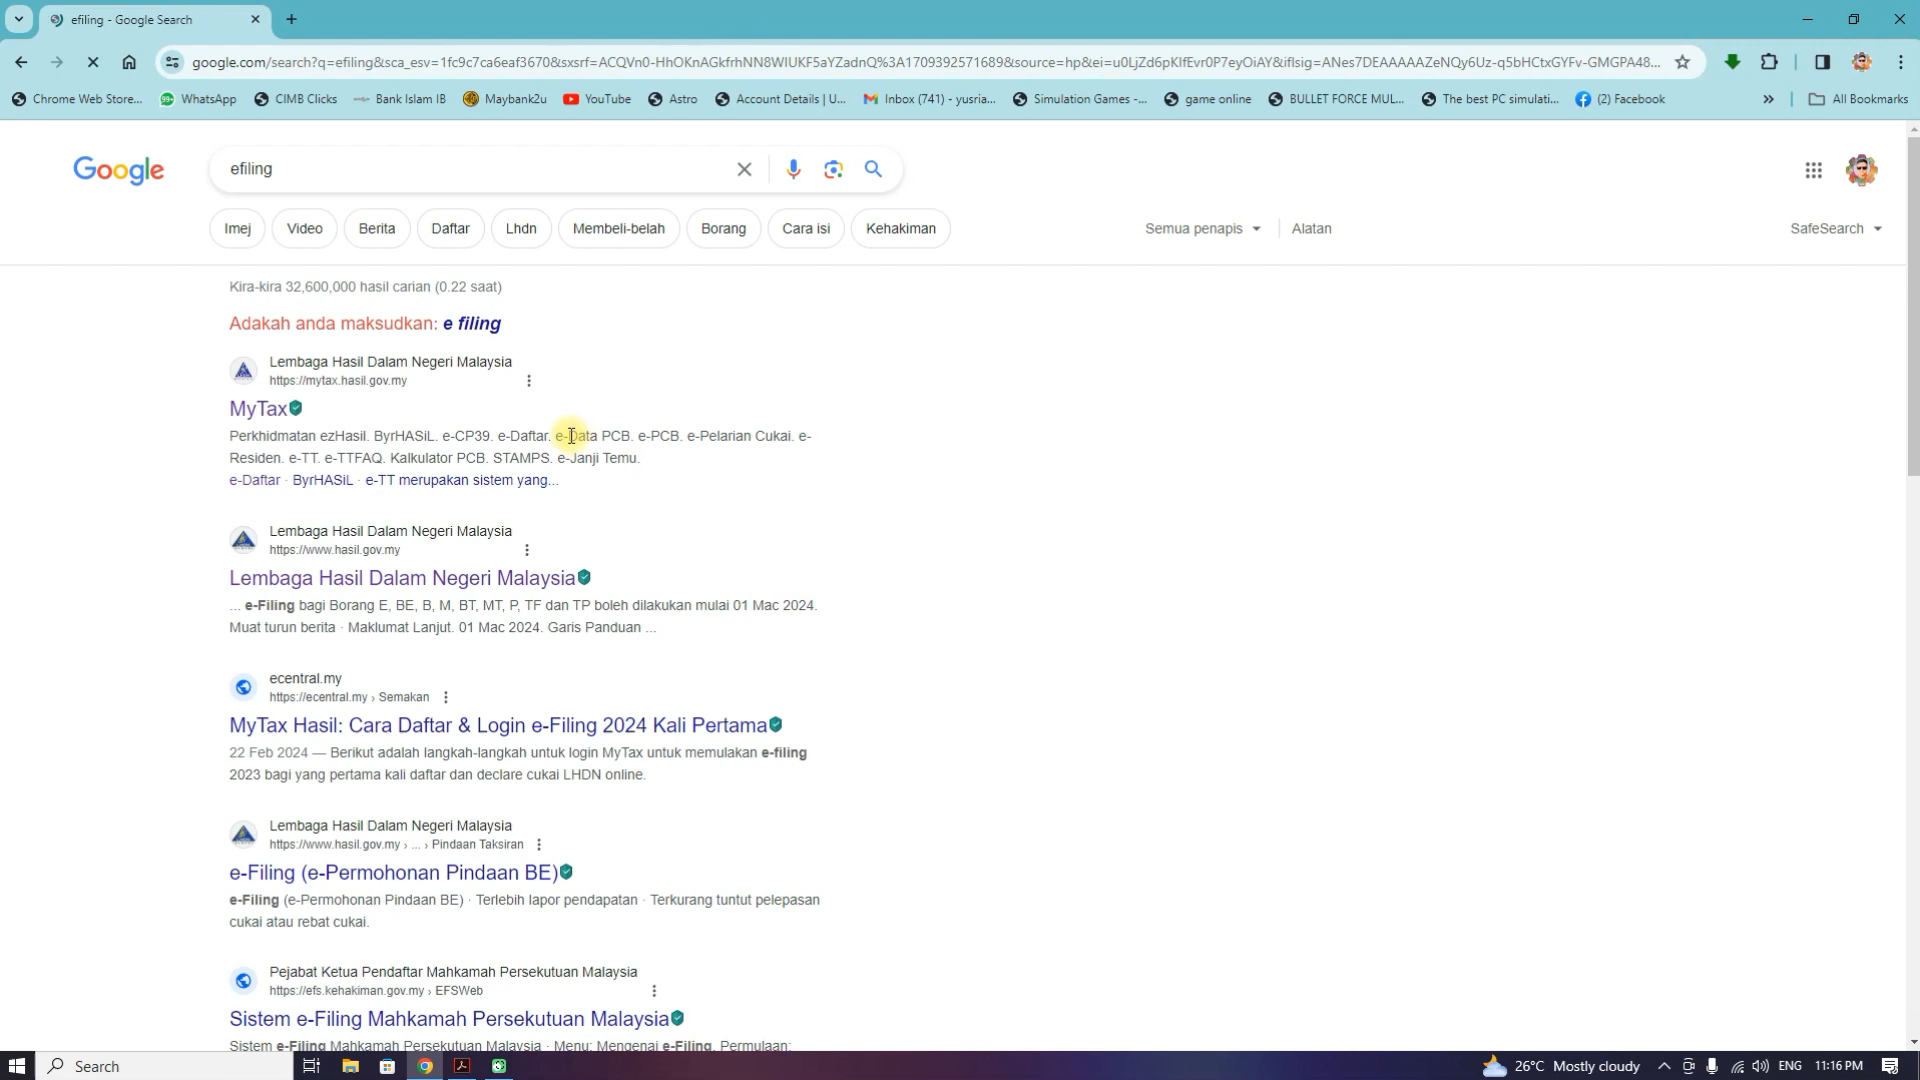 efiling - Google Search
google.com/search?q=efiling&sca_esv=1fc9c7ca6eaf3670&sxsrf=ACQVn0-HhOKnAGkfrhNN8WIUKF5aYZadnQ%3A1709392571689&source=hp&ei=u0LjZd6pKIfEvr0P7eyOiAY&iflsig=ANes7DEAAAAAZeNQy6Uz-q5bHCtxGYFv-GMGPA48...
Chrome Web Store... WhatsApp CIMB Clicks Bank Islam IB Maybank2u YouTube Astro Account Details | U... Inbox (741) - yusria... Simulation Games -... game online BULLET FORCE MUL... The best PC simulati... (2) Facebook » All Bookmarks
Google efiling
Imej Video Berita Daftar Lhdn Membeli-belah Borang Cara isi Kehakiman Semua penapis Alatan SafeSearch
Kira-kira 32,600,000 hasil carian (0.22 saat)
Adakah anda maksudkan: e filing
Lembaga Hasil Dalam Negeri Malaysia
https://mytax.hasil.gov.my
MyTax
Perkhidmatan ezHasil. ByrHASiL. e-CP39. e-Daftar. e-Data PCB. e-PCB. e-Pelarian Cukai. e-
Residen. e-TT. e-TTFAQ. Kalkulator PCB. STAMPS. e-Janji Temu.
e-Daftar · ByrHASiL · e-TT merupakan sistem yang...
Lembaga Hasil Dalam Negeri Malaysia
https://www.hasil.gov.my
Lembaga Hasil Dalam Negeri Malaysia
... e-Filing bagi Borang E, BE, B, M, BT, MT, P, TF dan TP boleh dilakukan mulai 01 Mac 2024.
Muat turun berita · Maklumat Lanjut. 01 Mac 2024. Garis Panduan ...
ecentral.my
https://ecentral.my › Semakan
MyTax Hasil: Cara Daftar & Login e-Filing 2024 Kali Pertama
22 Feb 2024 — Berikut adalah langkah-langkah untuk login MyTax untuk memulakan e-filing
2023 bagi yang pertama kali daftar dan declare cukai LHDN online.
Lembaga Hasil Dalam Negeri Malaysia
https://www.hasil.gov.my › ... › Pindaan Taksiran
e-Filing (e-Permohonan Pindaan BE)
e-Filing (e-Permohonan Pindaan BE) · Terlebih lapor pendapatan · Terkurang tuntut pelepasan
cukai atau rebat cukai.
Pejabat Ketua Pendaftar Mahkamah Persekutuan Malaysia
https://efs.kehakiman.gov.my › EFSWeb
Sistem e-Filing Mahkamah Persekutuan Malaysia
Sistem e-Filing Mahkamah Persekutuan Malaysia · Menu: Mengenai e-Filing. Permulaan:
Search 26°C Mostly cloudy ENG 11:16 PM